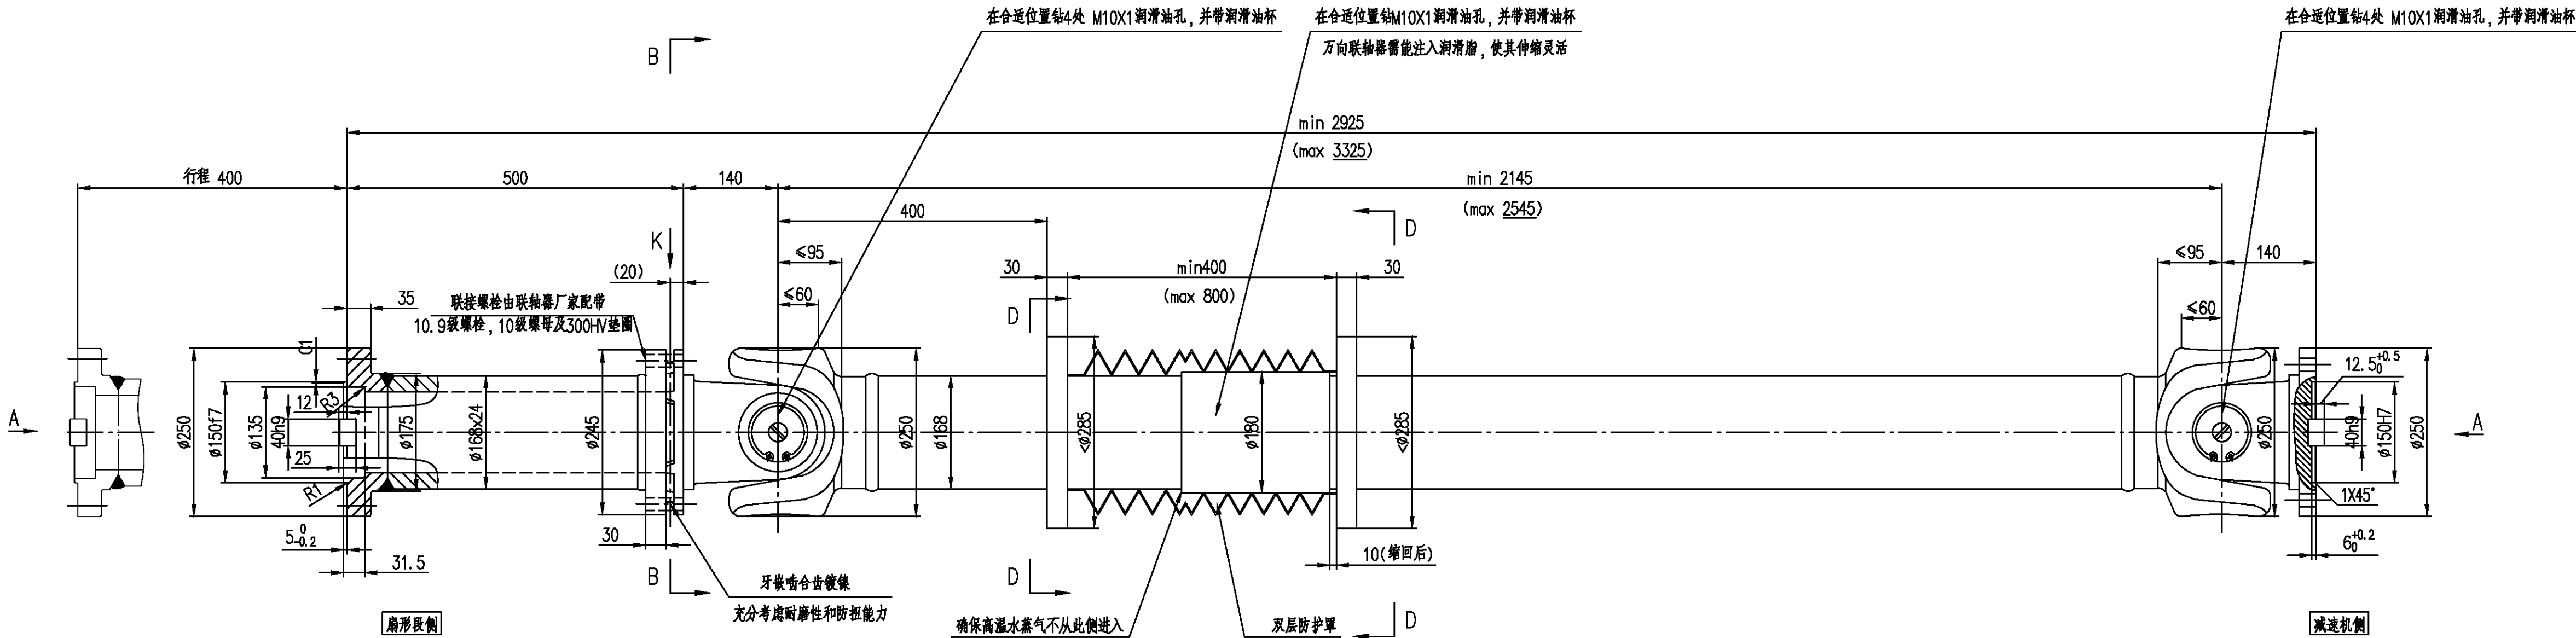 在合适位置钻4处 M10X1润滑油孔，并带润滑油杯
在合适位置钻M10X1润滑油孔，并带润滑油杯
万向联轴器需能注入润滑脂，使其伸缩灵活
在合适位置钻4处 M10X1润滑油孔，并带润滑油杯
B
min 2925
(max 3325)
行程 400
500
140
min 2145
(max 2545)
400
D
K
(20)
≤95
≤60
30
min400
(max 800)
30
≤95
140
≤60
D
联接螺栓由联轴器厂家配带
10.9级螺栓，10级螺母及300HV垫圈
35
C1
12
R3
A
ø250
ø150f7
ø135
40h9
25
R1
ø175
ø168x24
ø245
ø250
ø168
<ø285
ø180
<ø285
ø250
12.5 +0.5 0
40h9
ø150H7
ø250
A
1X45°
5 0 -0.2
31.5
30
10(缩回后)
6 +0.2 0
B
D
牙嵌啮合齿镀镍
充分考虑耐磨性和防扭能力
确保高温水蒸气不从此侧进入
双层防护罩
D
扇形段侧
减速机侧